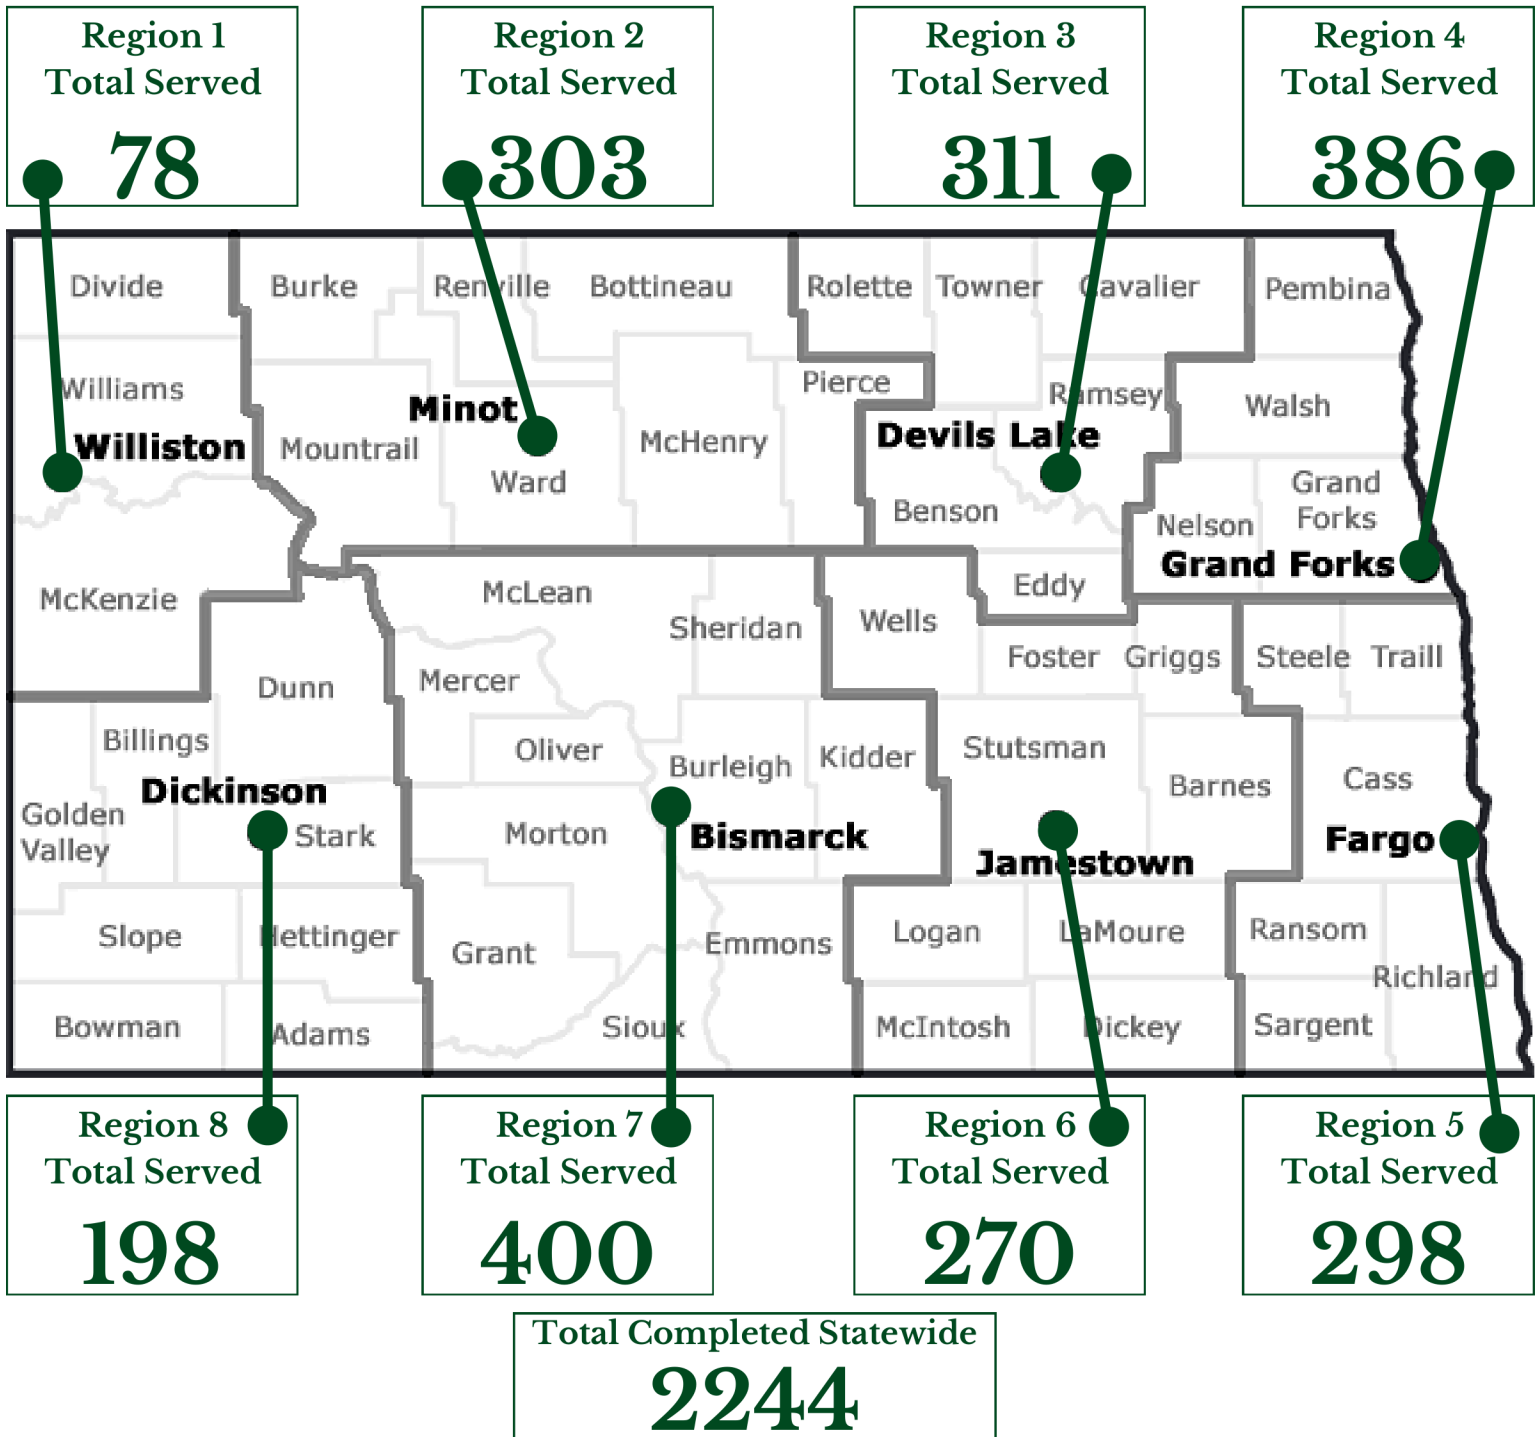 Region 1
Total Served
78
Region 2
Total Served
303
Region 3
Total Served
311
Region 4
Total Served
386
Divide
Burke
Renville
Bottineau
Rolette
Towner
Cavalier
Pembina
Williams
Williston
Mountrail
Minot
Ward
McHenry
Pierce
Ramsey
Devils Lake
Benson
Walsh
Grand
Forks
Nelson
Grand Forks
McKenzie
McLean
Sheridan
Wells
Eddy
Foster
Griggs
Steele
Traill
Dunn
Mercer
Billings
Oliver
Burleigh
Kidder
Stutsman
Barnes
Cass
Dickinson
Golden
Valley
Stark
Morton
Bismarck
Jamestown
Fargo
Slope
Hettinger
Grant
Emmons
Logan
LaMoure
Ransom
Richland
Bowman
Adams
Sioux
McIntosh
Dickey
Sargent
Region 8
Total Served
198
Region 7
Total Served
400
Region 6
Total Served
270
Region 5
Total Served
298
Total Completed Statewide
2244